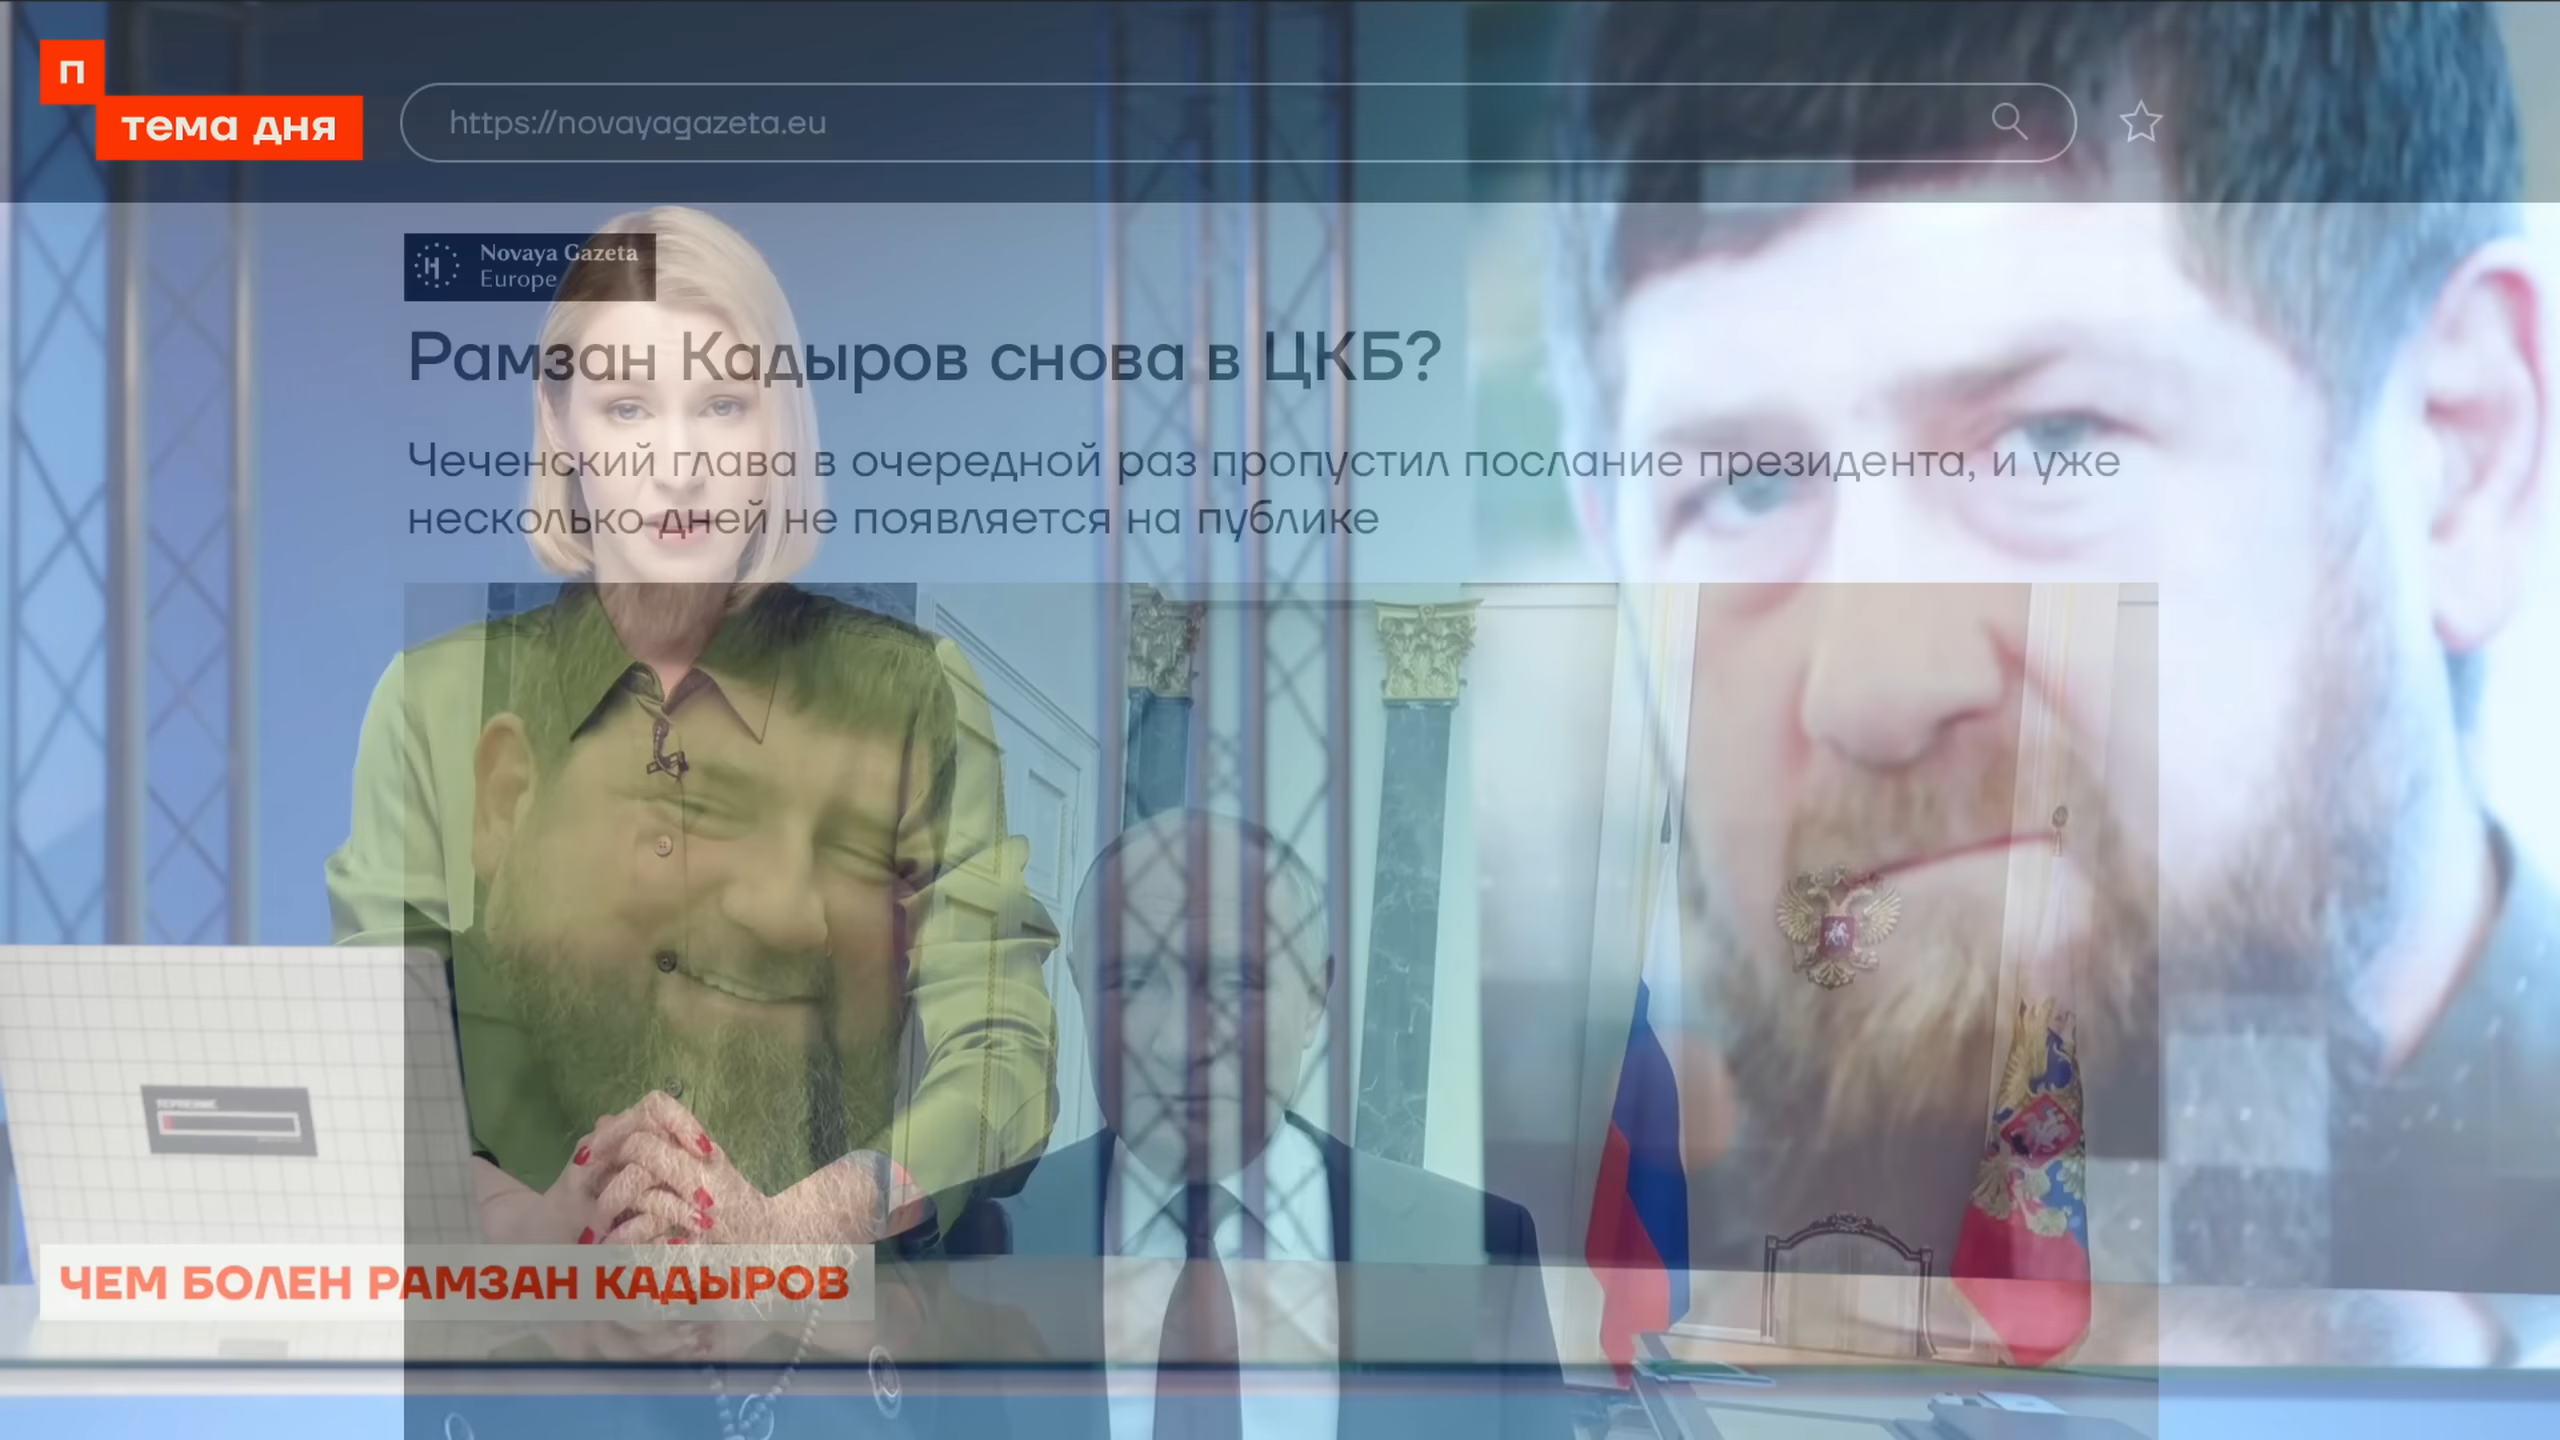 п
тема дня
https://novayagazeta.eu
Novaya Gazeta
Europe
Рамзан Кадыров снова в ЦКБ?
Чеченский глава в очередной раз пропустил послание президента, и уже
несколько дней не появляется на публике
ЧЕМ БОЛЕН РАМЗАН КАДЫРОВ